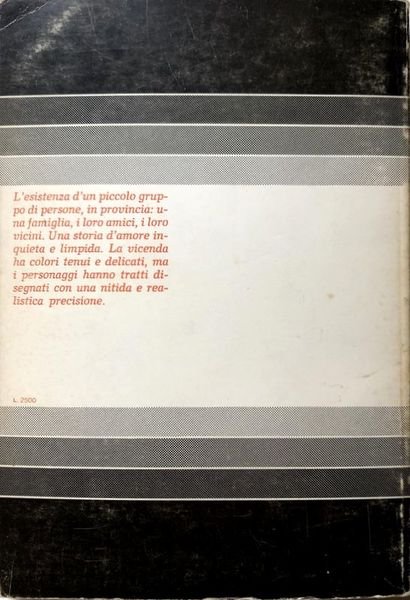 L'esistenza d'un piccolo grup-
po di persone, in provincia: u-
na famiglia, i loro amici, i loro
vicini. Una storia d'amore in-
quieta e limpida. La vicenda
ha colori tenui e delicati, ma
i personaggi hanno tratti di-
segnati con una nitida e rea-
listica precisione.
L. 2500